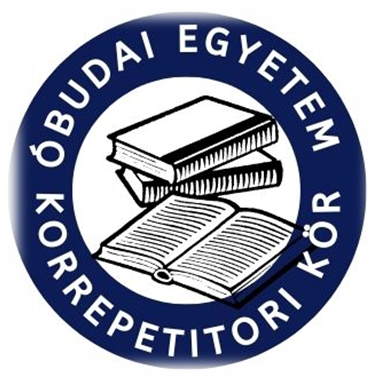 ÓBUDAI EGYETEM
KORREPETITORI KÖR